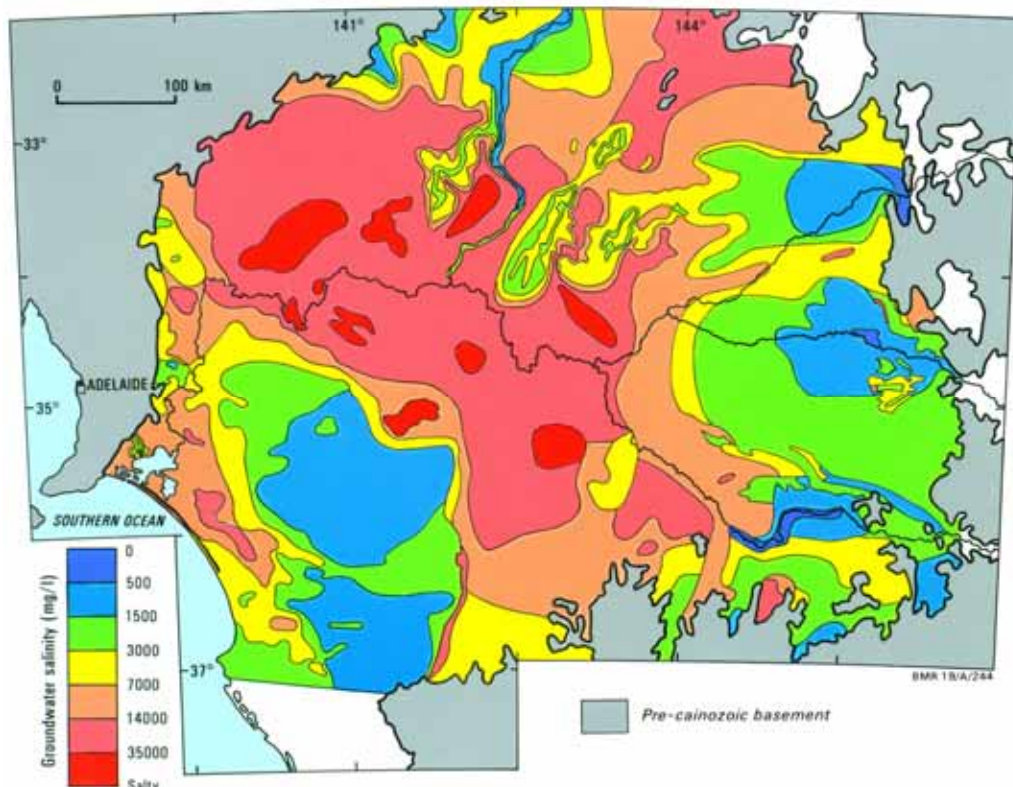 141°
144°
0
100 km
33°
ADELAIDE
35°
SOUTHERN OCEAN
Groundwater salinity (mg/l)
0
500
1500
3000
7000
14000
35000
Salty
37°
BMR 19/A/244
Pre-cainozoic basement